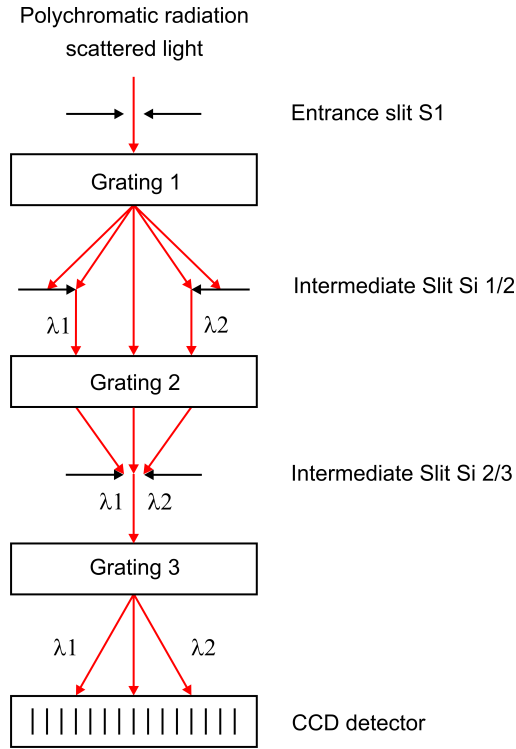 Polychromatic radiation
scattered light
Entrance slit S1
Grating 1
Intermediate Slit Si 1/2
λ1
λ2
Grating 2
Intermediate Slit Si 2/3
λ1
λ2
Grating 3
λ1
λ2
CCD detector